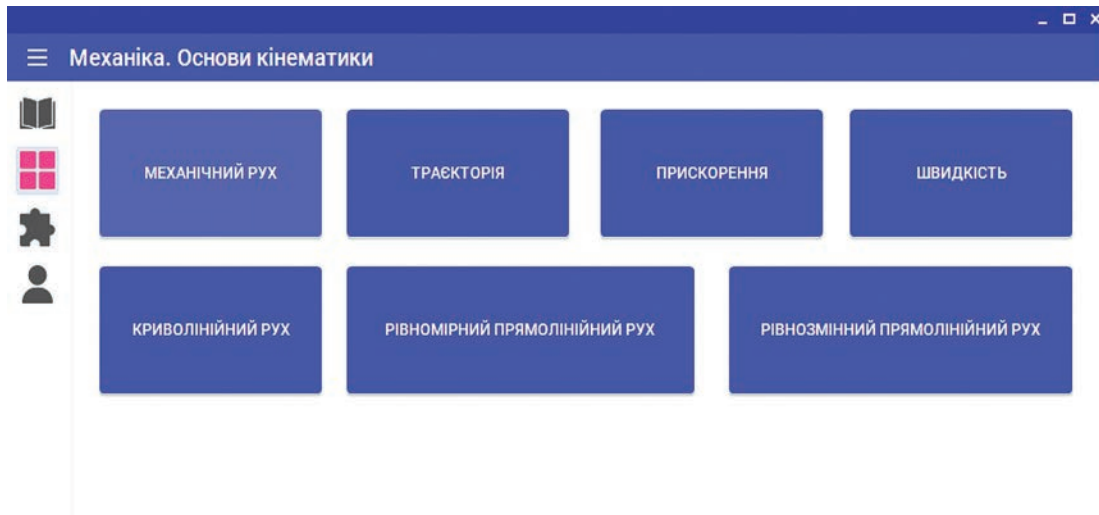 Механіка. Основи кінематики
МЕХАНІЧНИЙ РУХ
ТРАЄКТОРІЯ
ПРИСКОРЕННЯ
ШВИДКІСТЬ
КРИВОЛІНІЙНИЙ РУХ
РІВНОМІРНИЙ ПРЯМОЛІНІЙНИЙ РУХ
РІВНОЗМІННИЙ ПРЯМОЛІНІЙНИЙ РУХ